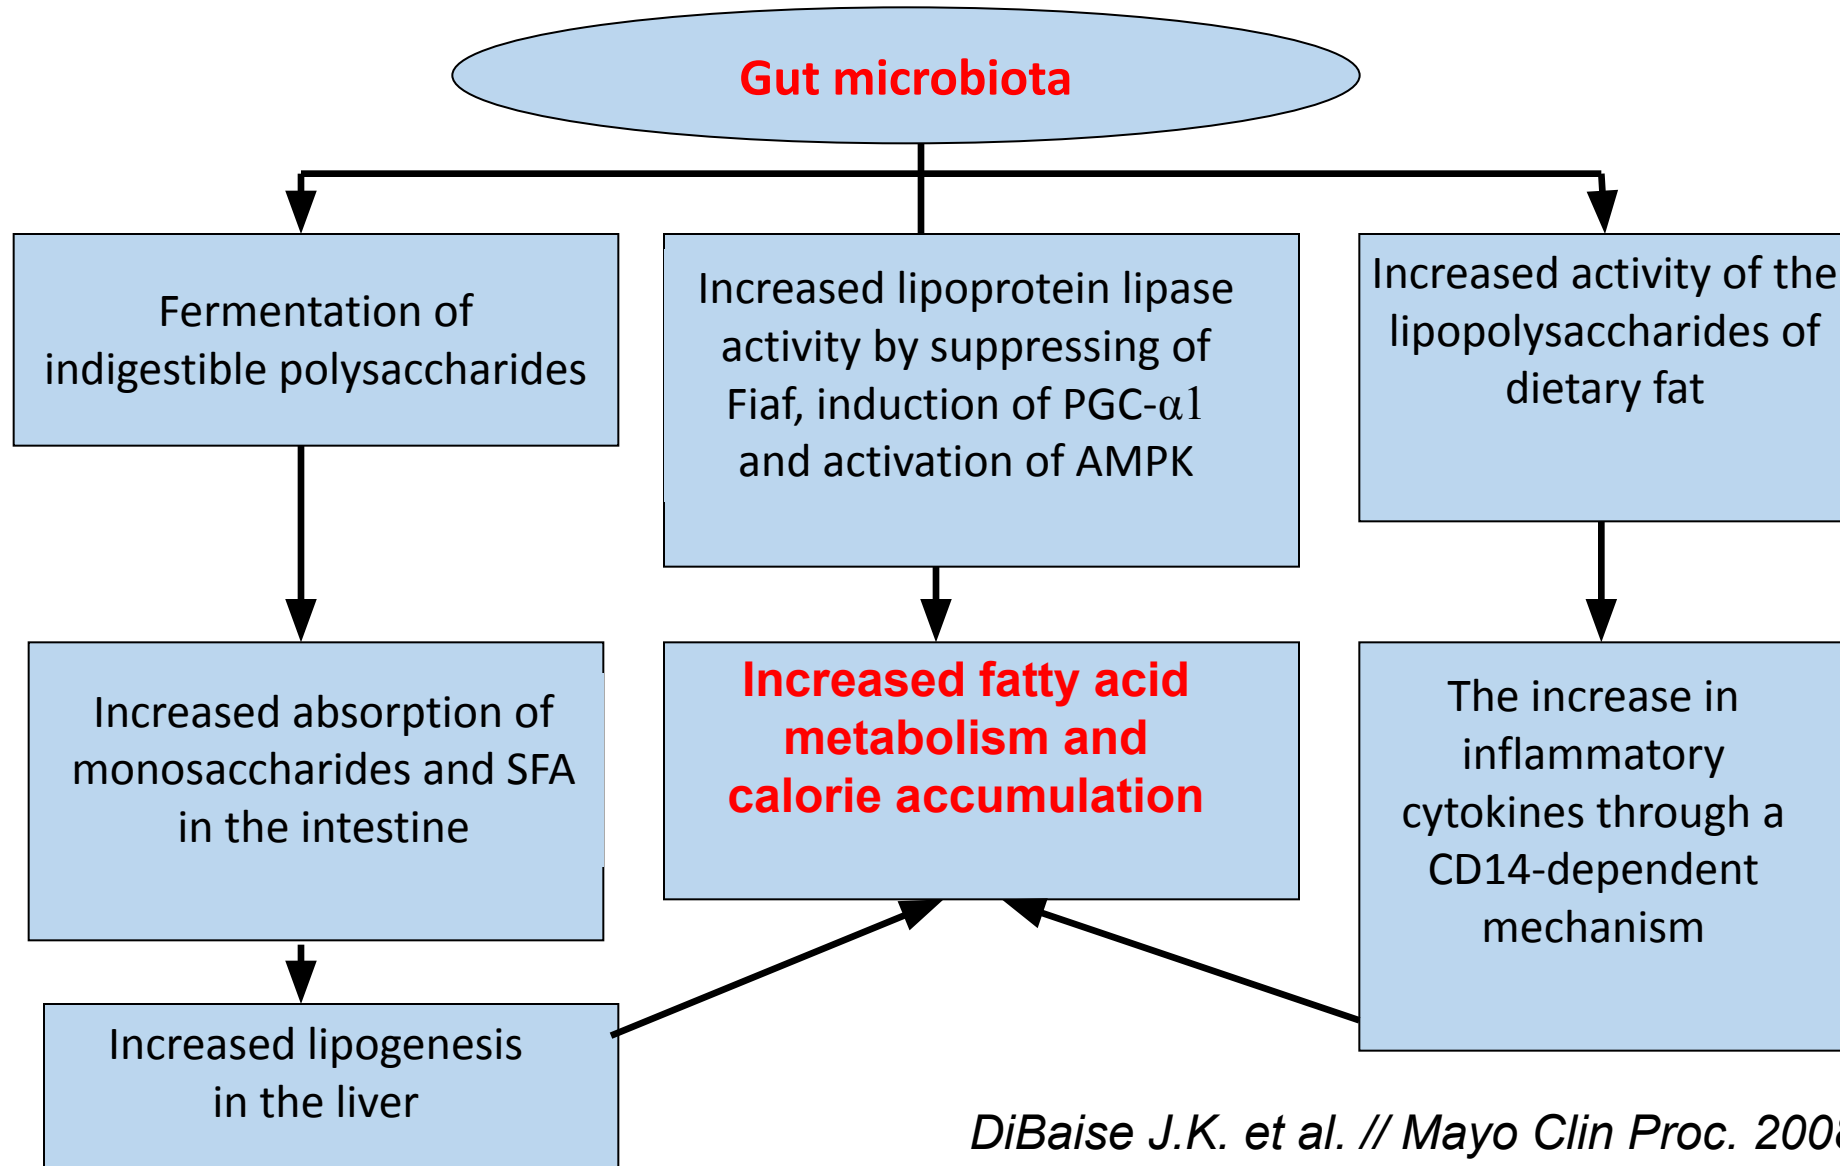 Gut microbiota
Fermentation of
indigestible polysaccharides
Increased lipoprotein lipase
activity by suppressing of
Fiaf, induction of PGC-α1
and activation of AMPK
Increased activity of the
lipopolysaccharides of
dietary fat
Increased absorption of
monosaccharides and SFA
in the intestine
Increased fatty acid
metabolism and
calorie accumulation
The increase in
inflammatory
cytokines through a
CD14-dependent
mechanism
Increased lipogenesis
in the liver
DiBaise J.K. et al. // Mayo Clin Proc. 2008